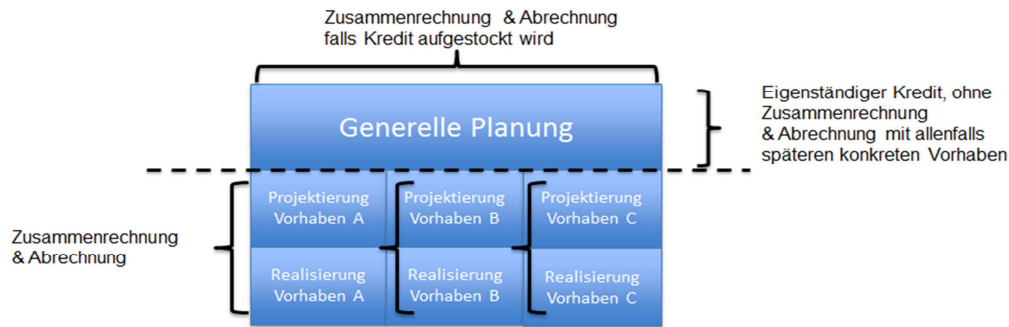 Zusammenrechnung & Abrechnung
falls Kredit aufgestockt wird
Generelle Planung
Eigenständiger Kredit, ohne
Zusammenrechnung
& Abrechnung mit allenfalls
späteren konkreten Vorhaben
Zusammenrechnung
& Abrechnung
Projektierung
Vorhaben A
Projektierung
Vorhaben B
Projektierung
Vorhaben C
Realisierung
Vorhaben A
Realisierung
Vorhaben B
Realisierung
Vorhaben C